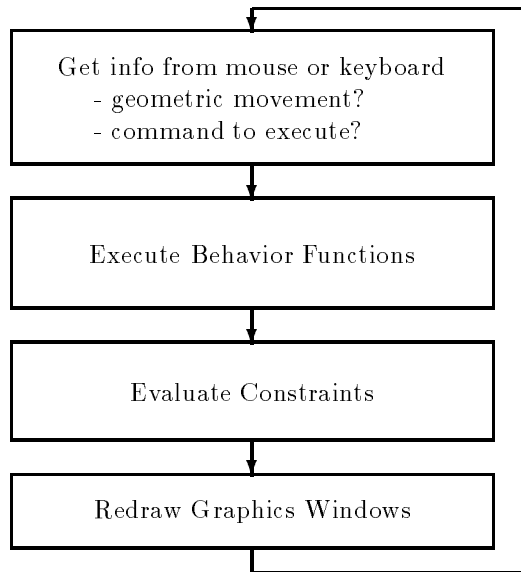 Get info from mouse or keyboard
- geometric movement?
- command to execute?
Execute Behavior Functions
Evaluate Constraints
Redraw Graphics Windows